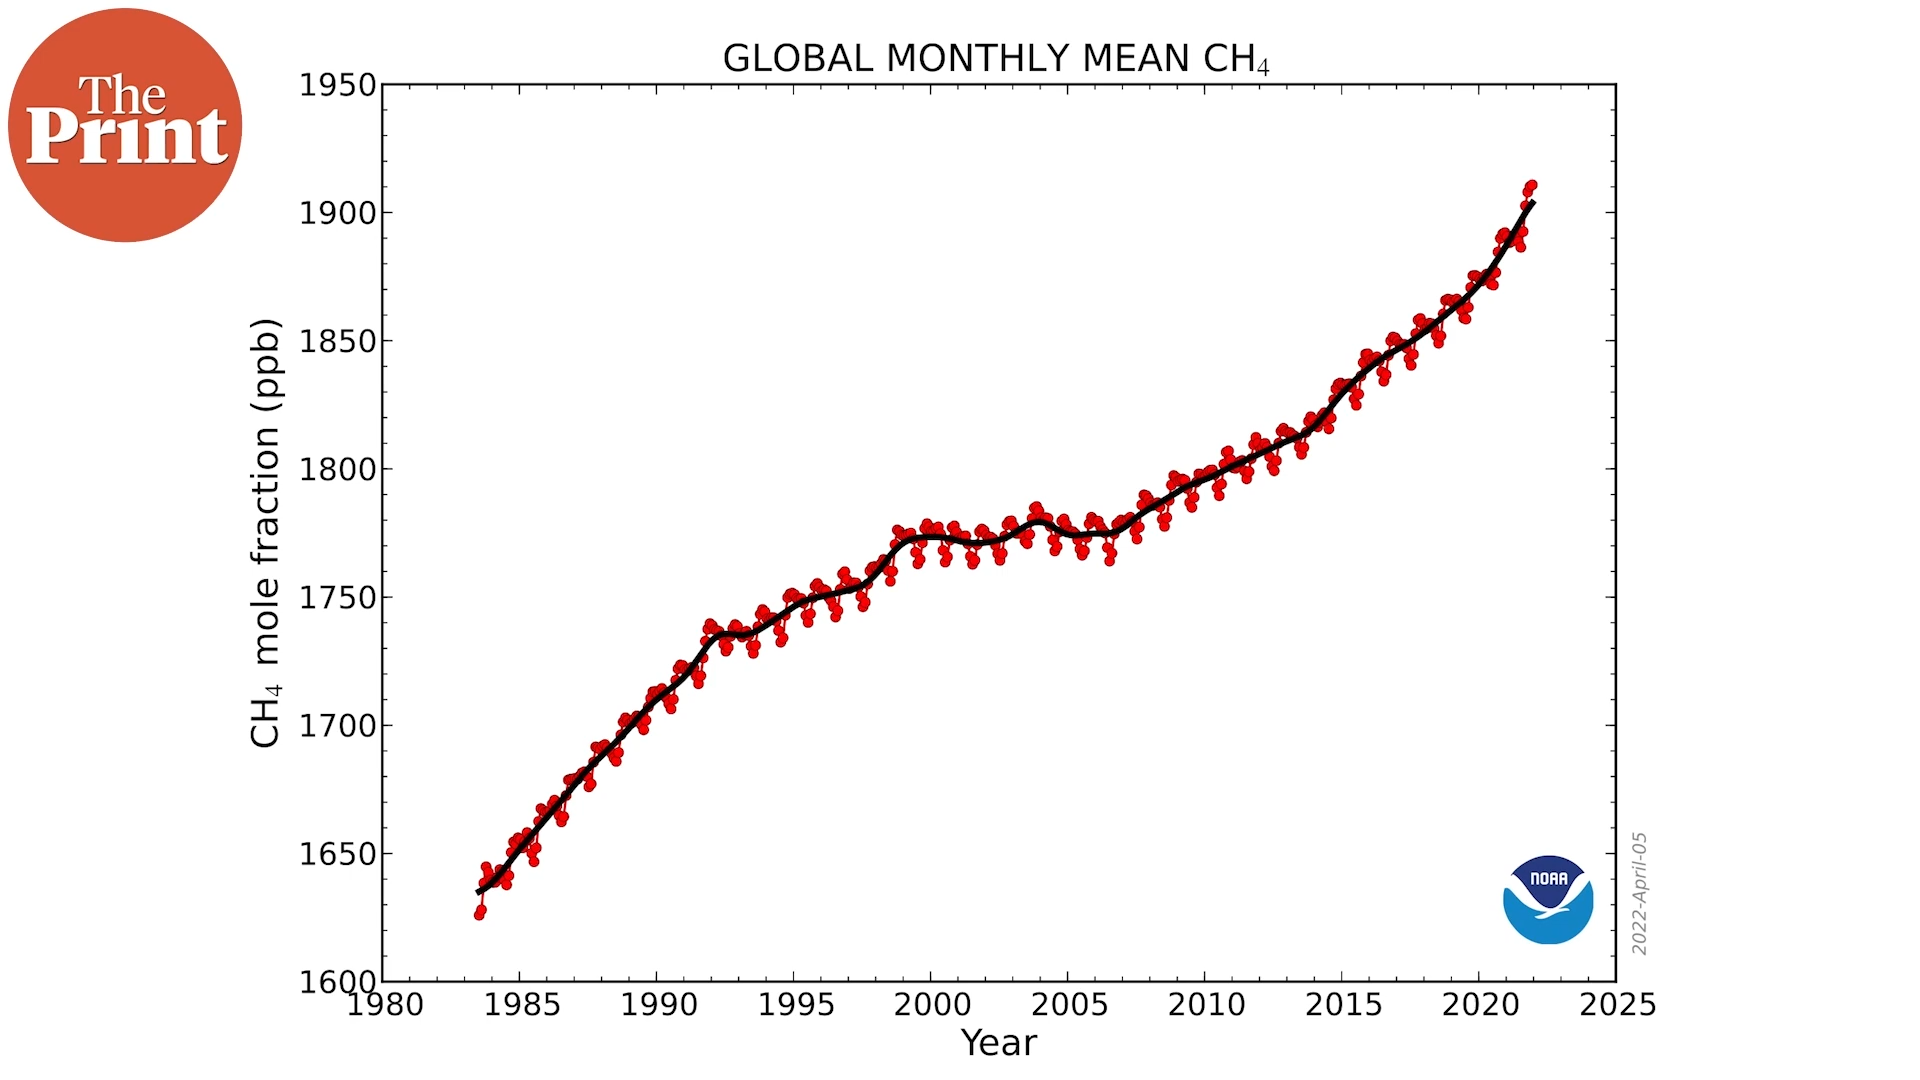 The
Print
GLOBAL MONTHLY MEAN CH₄
1950
1900
1850
1800
1750
1700
1650
1600
CH₄ mole fraction (ppb)
1980 1985 1990 1995 2000 2005 2010 2015 2020 2025
Year
NOAA
2022-April-05